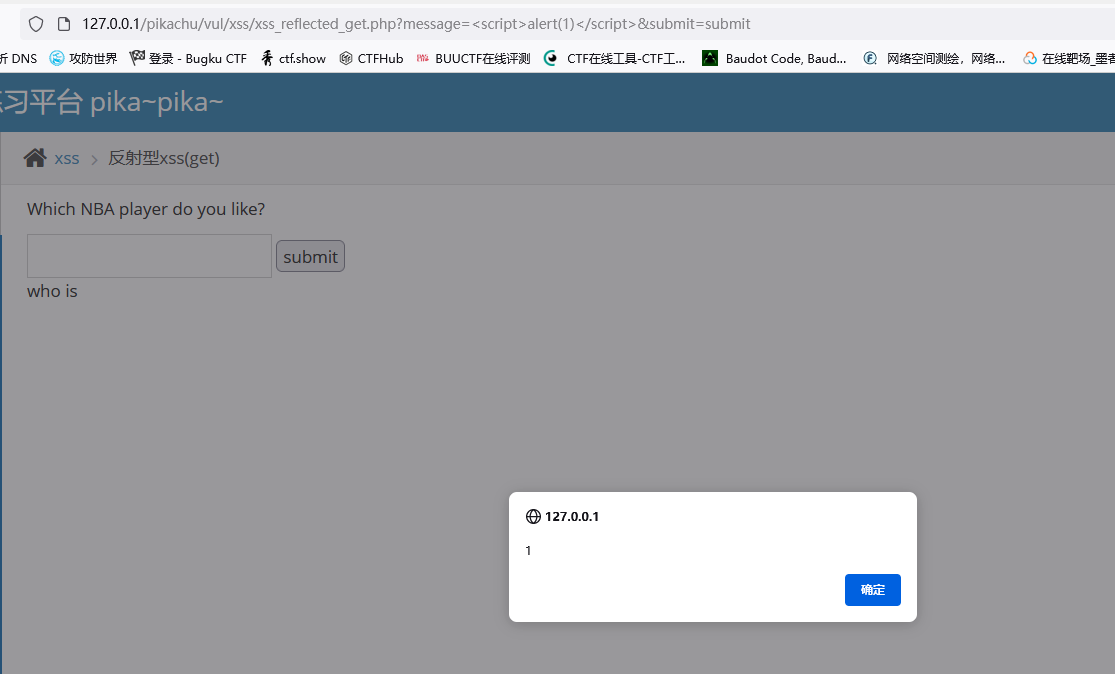 127.0.0.1/pikachu/vul/xss/xss_reflected_get.php?message=<script>alert(1)</script>&submit=submit
析 DNS 攻防世界 登录 - Bugku CTF ctf.show CTFHub BUUCTF在线评测 CTF在线工具-CTF工... Baudot Code, Baud... 网络空间测绘，网络... 在线靶场_墨者
练习平台 pika~pika~
xss > 反射型xss(get)
Which NBA player do you like?
submit
who is
127.0.0.1
1
确定